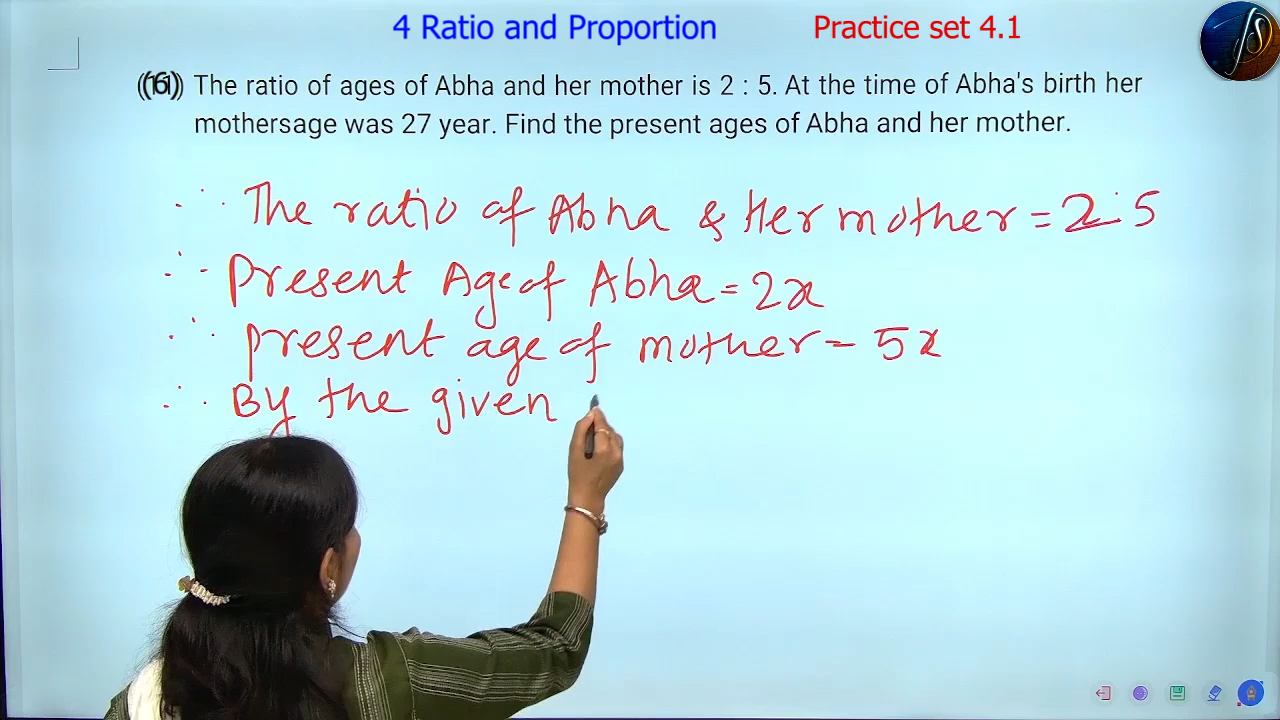 4 Ratio and Proportion Practice set 4.1
The ratio of ages of Abha and her mother is 2 : 5. At the time of Abha's birth her
mothersage was 27 year. Find the present ages of Abha and her mother.
∵ The ratio of Abha & Her mother = 2:5
∴ Present Age of Abha = 2x
∴ present age of mother = 5x
∴ By the given